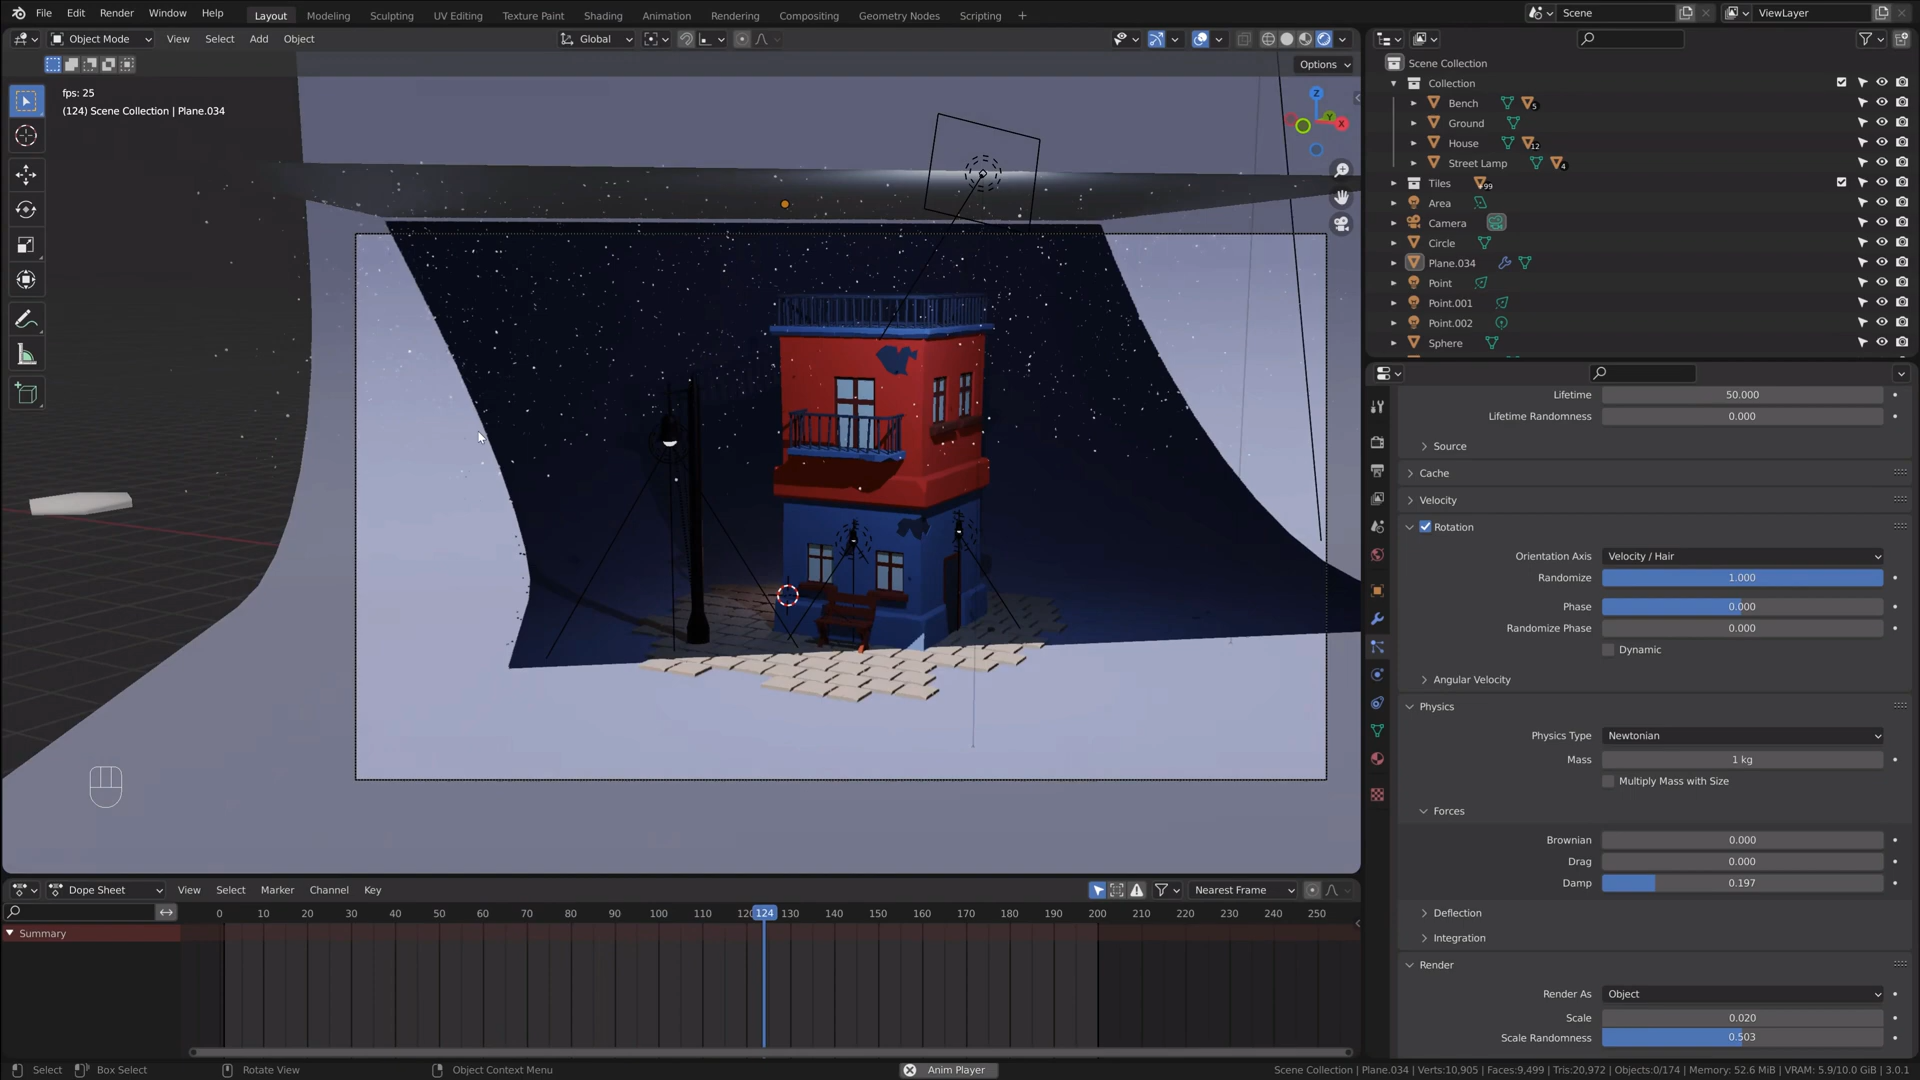 File Edit Render Window Help Layout Modeling Sculpting UV Editing Texture Paint Shading Animation Rendering Compositing Geometry Nodes Scripting + Scene ViewLayer
Object Mode View Select Add Object Global
Options
fps: 25
(124) Scene Collection | Plane.034
Z
Y
X
Scene Collection
Collection
Bench 5
Ground
House 12
Street Lamp 4
Tiles +99
Area
Camera
Circle
Plane.034
Point
Point.001
Point.002
Sphere
Lifetime 50.000
Lifetime Randomness 0.000
Source
Cache
Velocity
Rotation
Orientation Axis Velocity / Hair
Randomize 1.000
Phase 0.000
Randomize Phase 0.000
Dynamic
Angular Velocity
Physics
Physics Type Newtonian
Mass 1 kg
Multiply Mass with Size
Forces
Brownian 0.000
Drag 0.000
Damp 0.197
Deflection
Integration
Render
Render As Object
Scale 0.020
Scale Randomness 0.503
Dope Sheet View Select Marker Channel Key Nearest Frame
0 10 20 30 40 50 60 70 80 90 100 110 120 124 130 140 150 160 170 180 190 200 210 220 230 240 250
Summary
Select Box Select Rotate View Object Context Menu Anim Player Scene Collection | Plane.034 | Verts:10,905 | Faces:9,499 | Tris:20,972 | Objects:0/174 | Memory: 52.6 MiB | VRAM: 5.9/10.0 GiB | 3.0.1